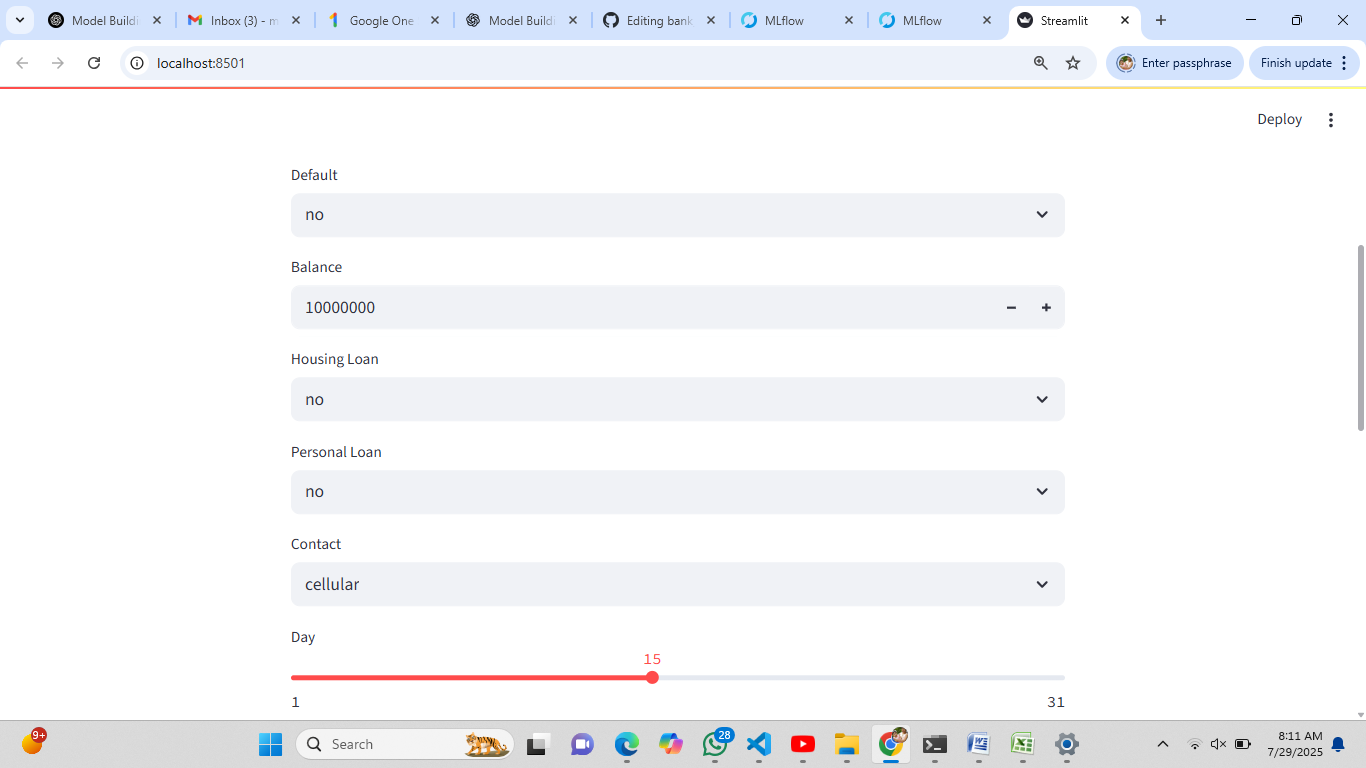 Model Buildi
Inbox (3) - m
Google One
Model Buildi
Editing bank
MLflow
MLflow
Streamlit
localhost:8501
Enter passphrase
Finish update
Deploy
Default
no
Balance
10000000
Housing Loan
no
Personal Loan
no
Contact
cellular
Day
15
1
31
9+
Search
28
8:11 AM
7/29/2025